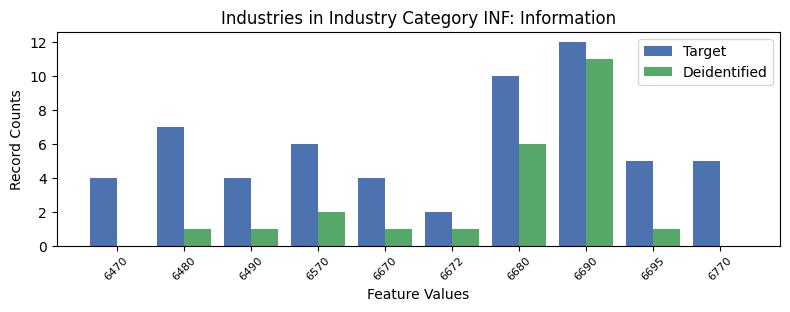 Industries in Industry Category INF: Information
Target
Deidentified
Record Counts
12
10
8
6
4
2
0
6470 6480 6490 6570 6670 6672 6680 6690 6695 6770
Feature Values